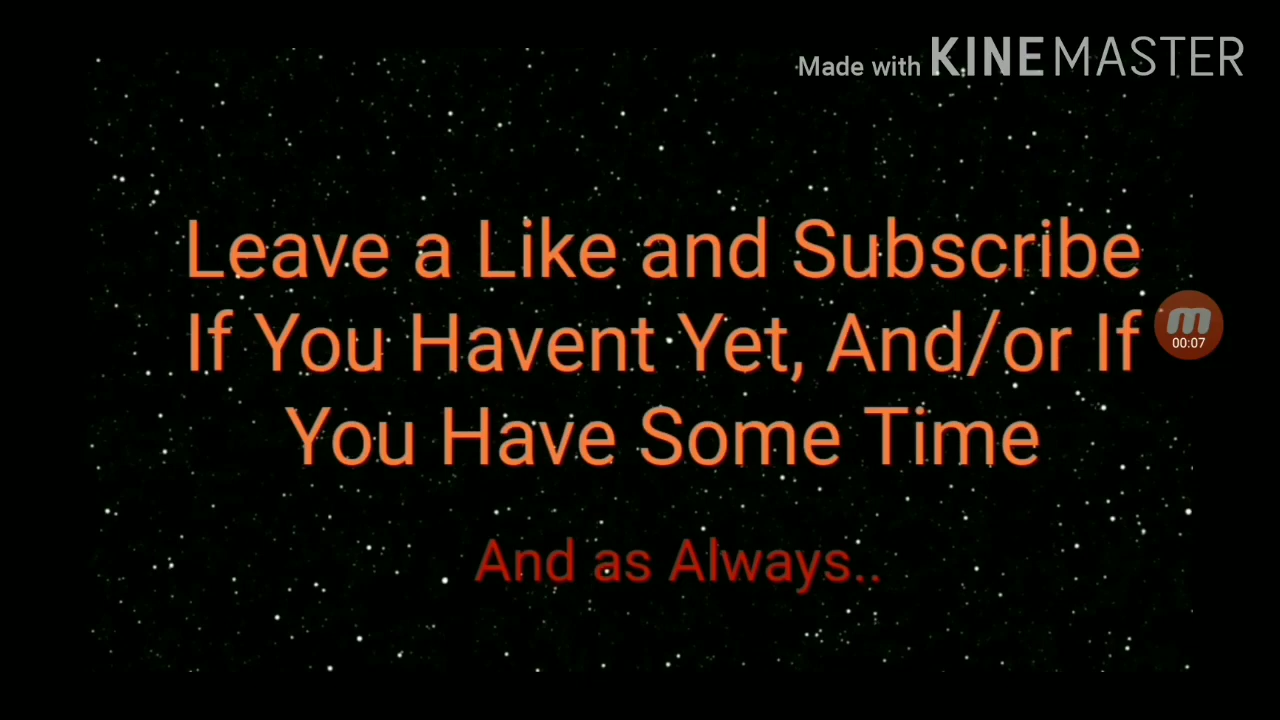 Made with KINEMASTER
Leave a Like and Subscribe
If You Havent Yet, And/or If
You Have Some Time
00:07
And as Always..